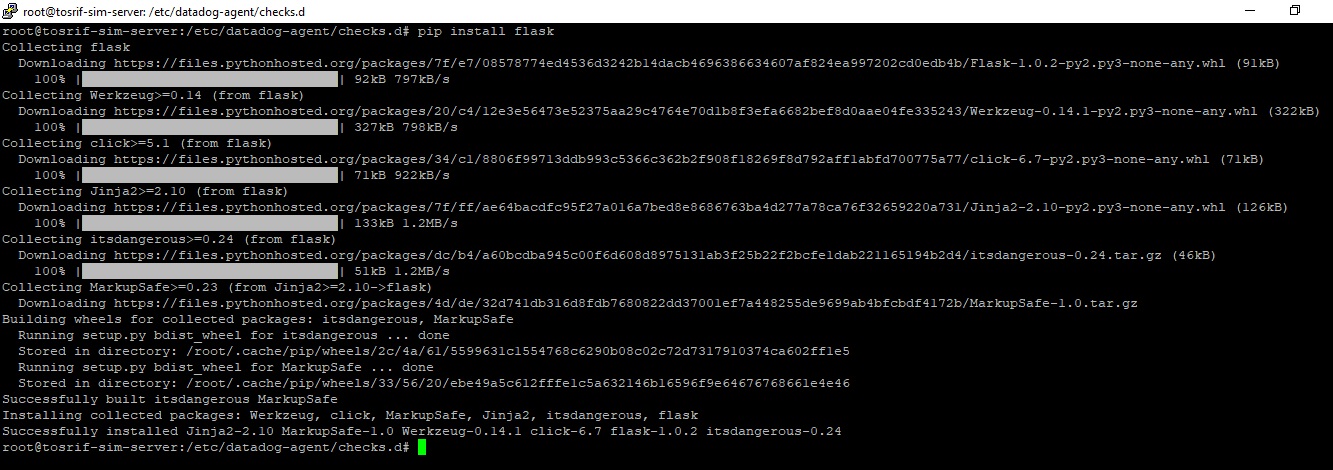 root@tosrif-sim-server: /etc/datadog-agent/checks.d
root@tosrif-sim-server:/etc/datadog-agent/checks.d# pip install flask
Collecting flask
Downloading https://files.pythonhosted.org/packages/7f/e7/08578774ed4536d3242b14dacb4696386634607af824ea997202cd0edb4b/Flask-1.0.2-py2.py3-none-any.whl (91kB)
100% |████████████████████████████████| 92kB 797kB/s
Collecting Werkzeug>=0.14 (from flask)
Downloading https://files.pythonhosted.org/packages/20/c4/12e3e56473e52375aa29c4764e70d1b8f3efa6682bef8d0aae04fe335243/Werkzeug-0.14.1-py2.py3-none-any.whl (322kB)
100% |████████████████████████████████| 327kB 798kB/s
Collecting click>=5.1 (from flask)
Downloading https://files.pythonhosted.org/packages/34/c1/8806f99713ddb993c5366c362b2f908f18269f8d792aff1abfd700775a77/click-6.7-py2.py3-none-any.whl (71kB)
100% |████████████████████████████████| 71kB 922kB/s
Collecting Jinja2>=2.10 (from flask)
Downloading https://files.pythonhosted.org/packages/7f/ff/ae64bacdfc95f27a016a7bed8e8686763ba4d277a78ca76f32659220a731/Jinja2-2.10-py2.py3-none-any.whl (126kB)
100% |████████████████████████████████| 133kB 1.2MB/s
Collecting itsdangerous>=0.24 (from flask)
Downloading https://files.pythonhosted.org/packages/dc/b4/a60bcdba945c00f6d608d8975131ab3f25b22f2bcfe1dab221165194b2d4/itsdangerous-0.24.tar.gz (46kB)
100% |████████████████████████████████| 51kB 1.2MB/s
Collecting MarkupSafe>=0.23 (from Jinja2>=2.10->flask)
Downloading https://files.pythonhosted.org/packages/4d/de/32d741db316d8fdb7680822dd37001ef7a448255de9699ab4bfcbdf4172b/MarkupSafe-1.0.tar.gz
Building wheels for collected packages: itsdangerous, MarkupSafe
Running setup.py bdist_wheel for itsdangerous ... done
Stored in directory: /root/.cache/pip/wheels/2c/4a/61/5599631c1554768c6290b08c02c72d7317910374ca602ff1e5
Running setup.py bdist_wheel for MarkupSafe ... done
Stored in directory: /root/.cache/pip/wheels/33/56/20/ebe49a5c612fffe1c5a632146b16596f9e64676768661e4e46
Successfully built itsdangerous MarkupSafe
Installing collected packages: Werkzeug, click, MarkupSafe, Jinja2, itsdangerous, flask
Successfully installed Jinja2-2.10 MarkupSafe-1.0 Werkzeug-0.14.1 click-6.7 flask-1.0.2 itsdangerous-0.24
root@tosrif-sim-server:/etc/datadog-agent/checks.d#